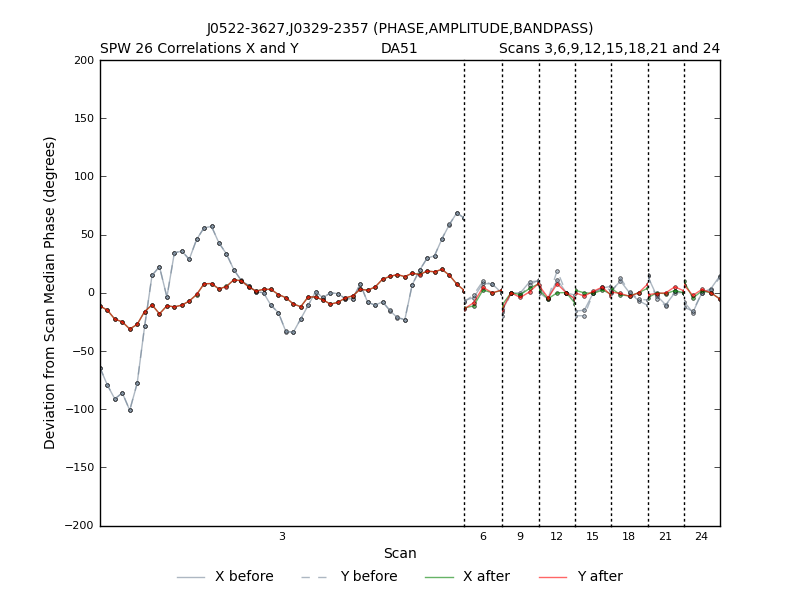 J0522-3627,J0329-2357 (PHASE,AMPLITUDE,BANDPASS)
SPW 26 Correlations X and Y DA51 Scans 3,6,9,12,15,18,21 and 24
200
150
100
50
0
−50
−100
−150
−200
Deviation from Scan Median Phase (degrees)
3 6 9 12 15 18 21 24
Scan
X before Y before X after Y after